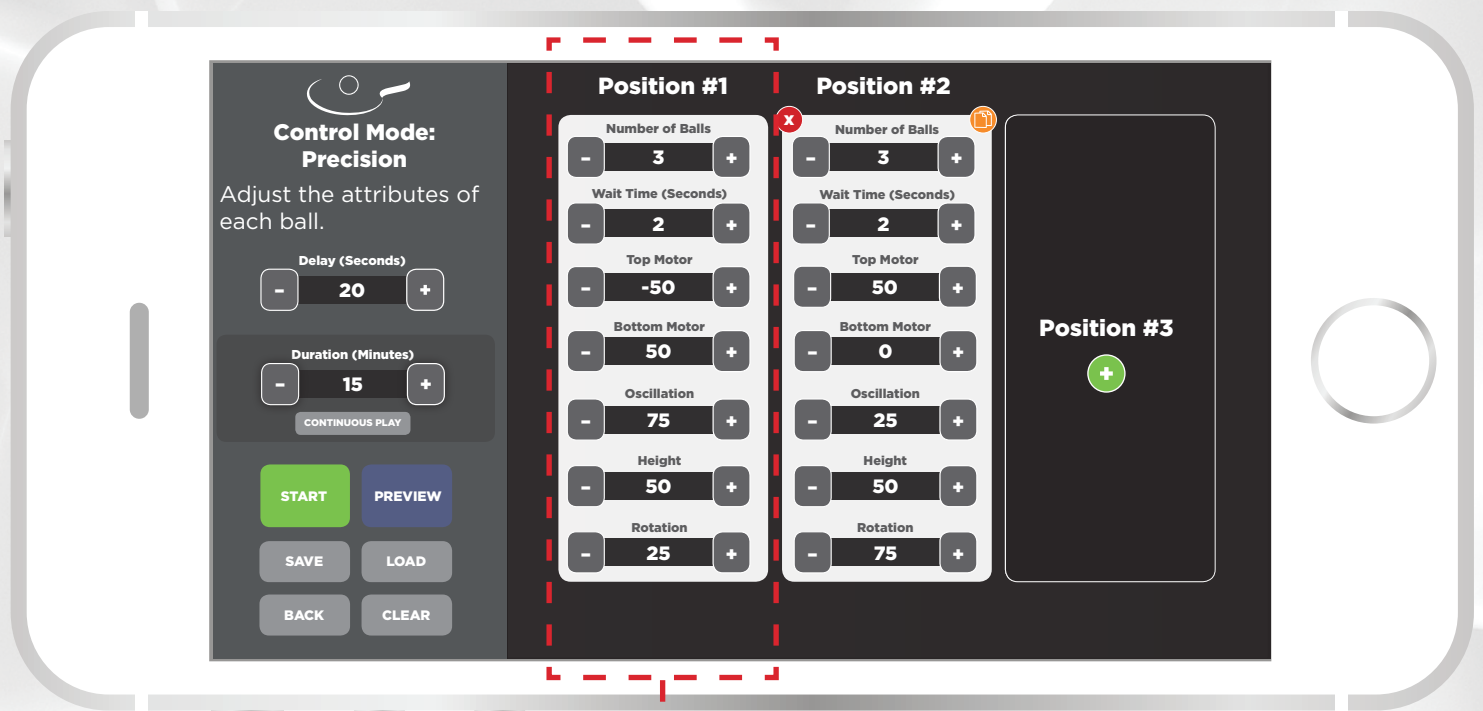 Control Mode:
Precision
Adjust the attributes of
each ball.
Delay (Seconds)
- 20 +
Duration (Minutes)
- 15 +
CONTINUOUS PLAY
START PREVIEW
SAVE LOAD
BACK CLEAR
Position #1
Number of Balls
- 3 +
Wait Time (Seconds)
- 2 +
Top Motor
- -50 +
Bottom Motor
- 50 +
Oscillation
- 75 +
Height
- 50 +
Rotation
- 25 +
Position #2
x
Number of Balls
- 3 +
Wait Time (Seconds)
- 2 +
Top Motor
- 50 +
Bottom Motor
- 0 +
Oscillation
- 25 +
Height
- 50 +
Rotation
- 75 +
Position #3
+